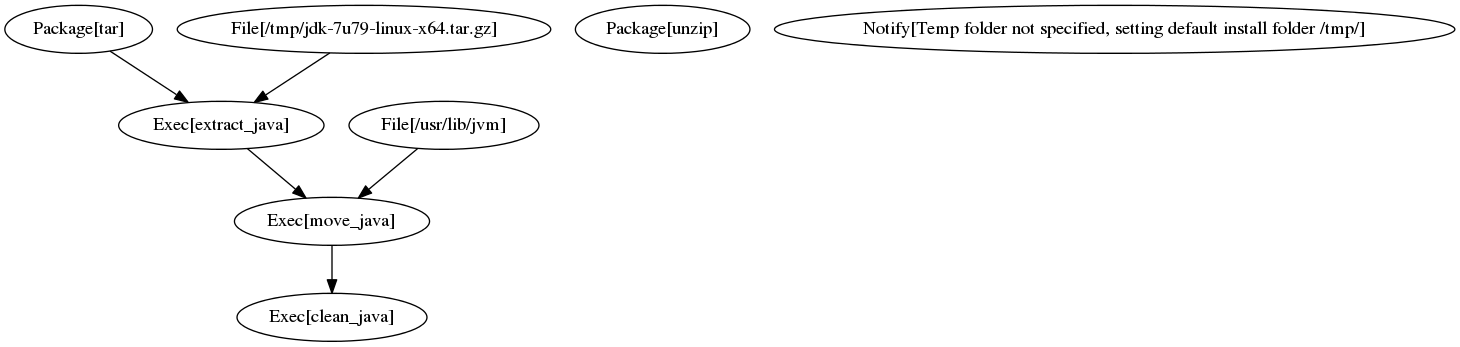 Package[tar]
File[/tmp/jdk-7u79-linux-x64.tar.gz]
Package[unzip]
Notify[Temp folder not specified, setting default install folder /tmp/]
Exec[extract_java]
File[/usr/lib/jvm]
Exec[move_java]
Exec[clean_java]